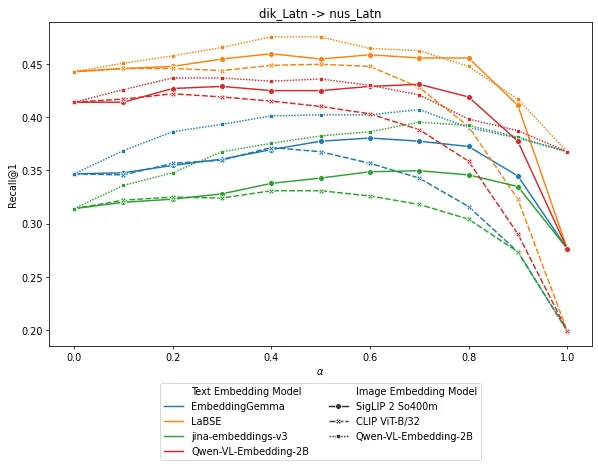 dik_Latn -> nus_Latn
Recall@1
0.45
0.40
0.35
0.30
0.25
0.20
0.0 0.2 0.4 0.6 0.8 1.0
α
Text Embedding Model Image Embedding Model
EmbeddingGemma SigLIP 2 So400m
LaBSE CLIP ViT-B/32
jina-embeddings-v3 Qwen-VL-Embedding-2B
Qwen-VL-Embedding-2B